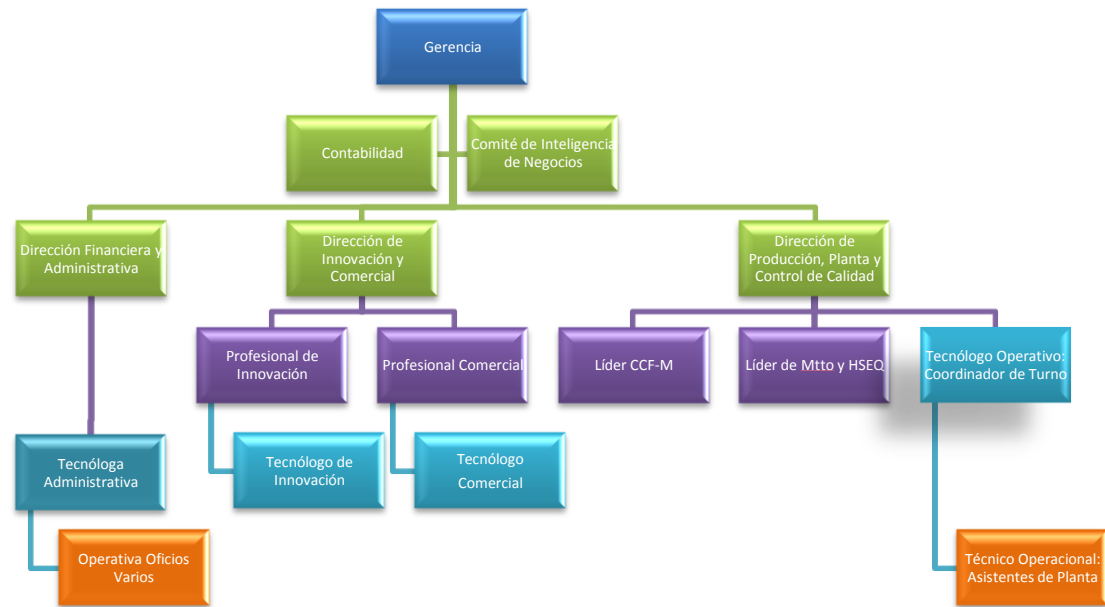 Gerencia
Contabilidad
Comité de Inteligencia
de Negocios
Dirección Financiera y
Administrativa
Dirección de
Innovación y
Comercial
Dirección de
Producción, Planta y
Control de Calidad
Profesional de
Innovación
Profesional Comercial
Líder CCF-M
Líder de Mtto y HSEQ
Tecnólogo Operativo:
Coordinador de Turno
Tecnóloga
Administrativa
Tecnólogo de
Innovación
Tecnólogo
Comercial
Operativa Oficios
Varios
Técnico Operacional:
Asistentes de Planta